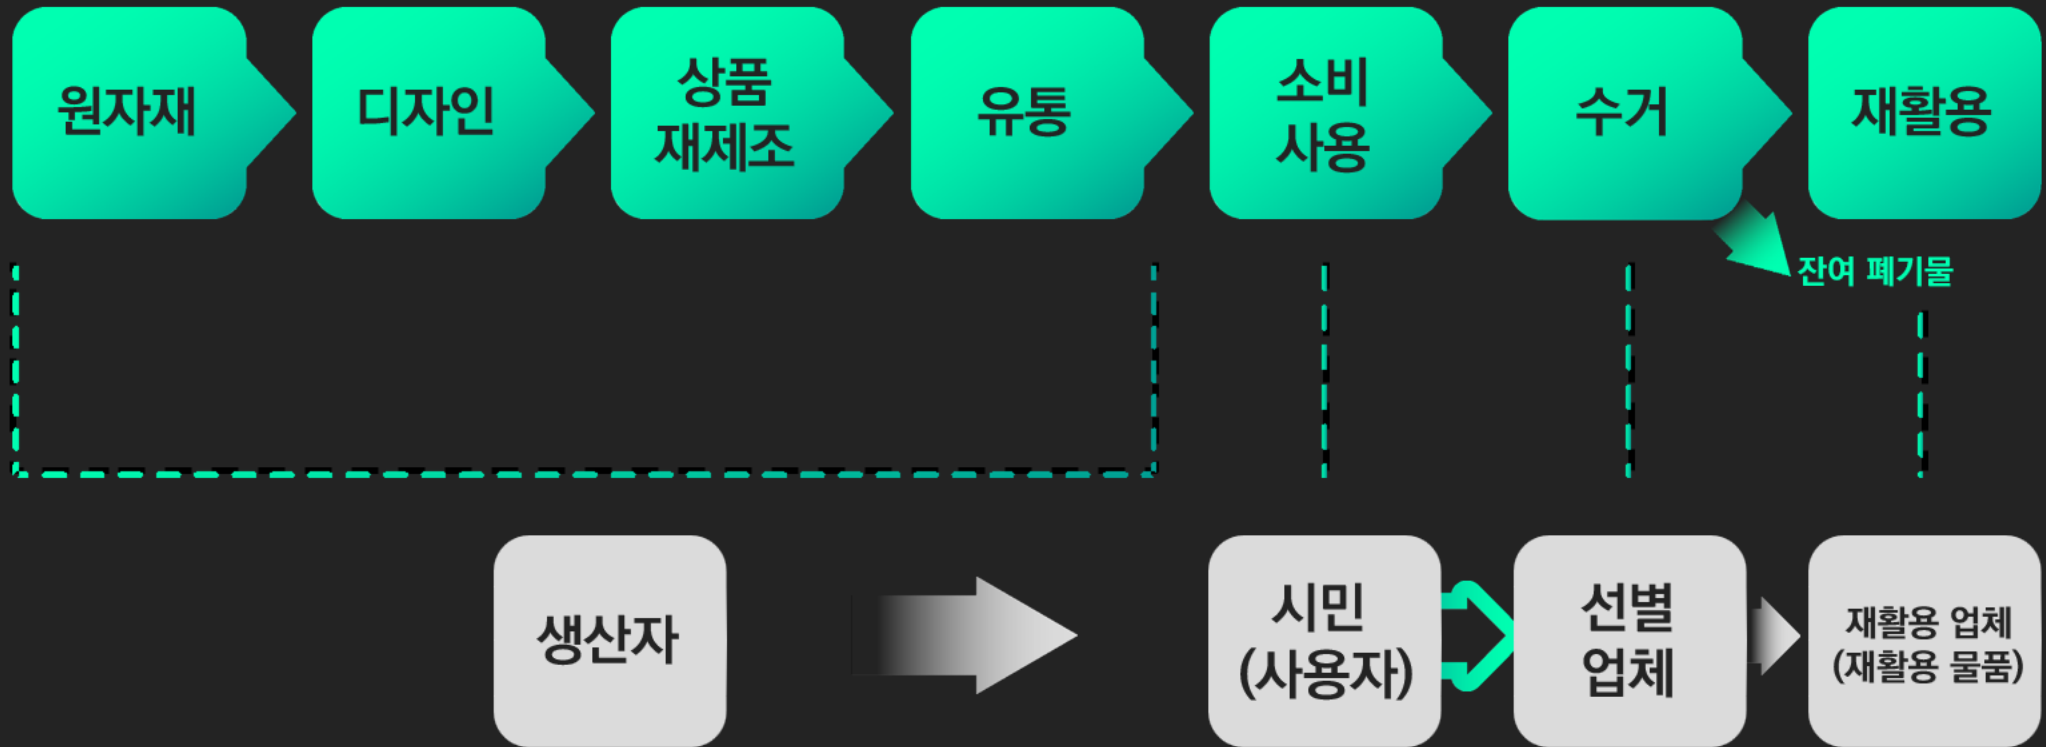 원자재
디자인
상품
재제조
유통
소비
사용
수거
재활용
잔여 폐기물
생산자
시민
(사용자)
선별
업체
재활용 업체
(재활용 물품)